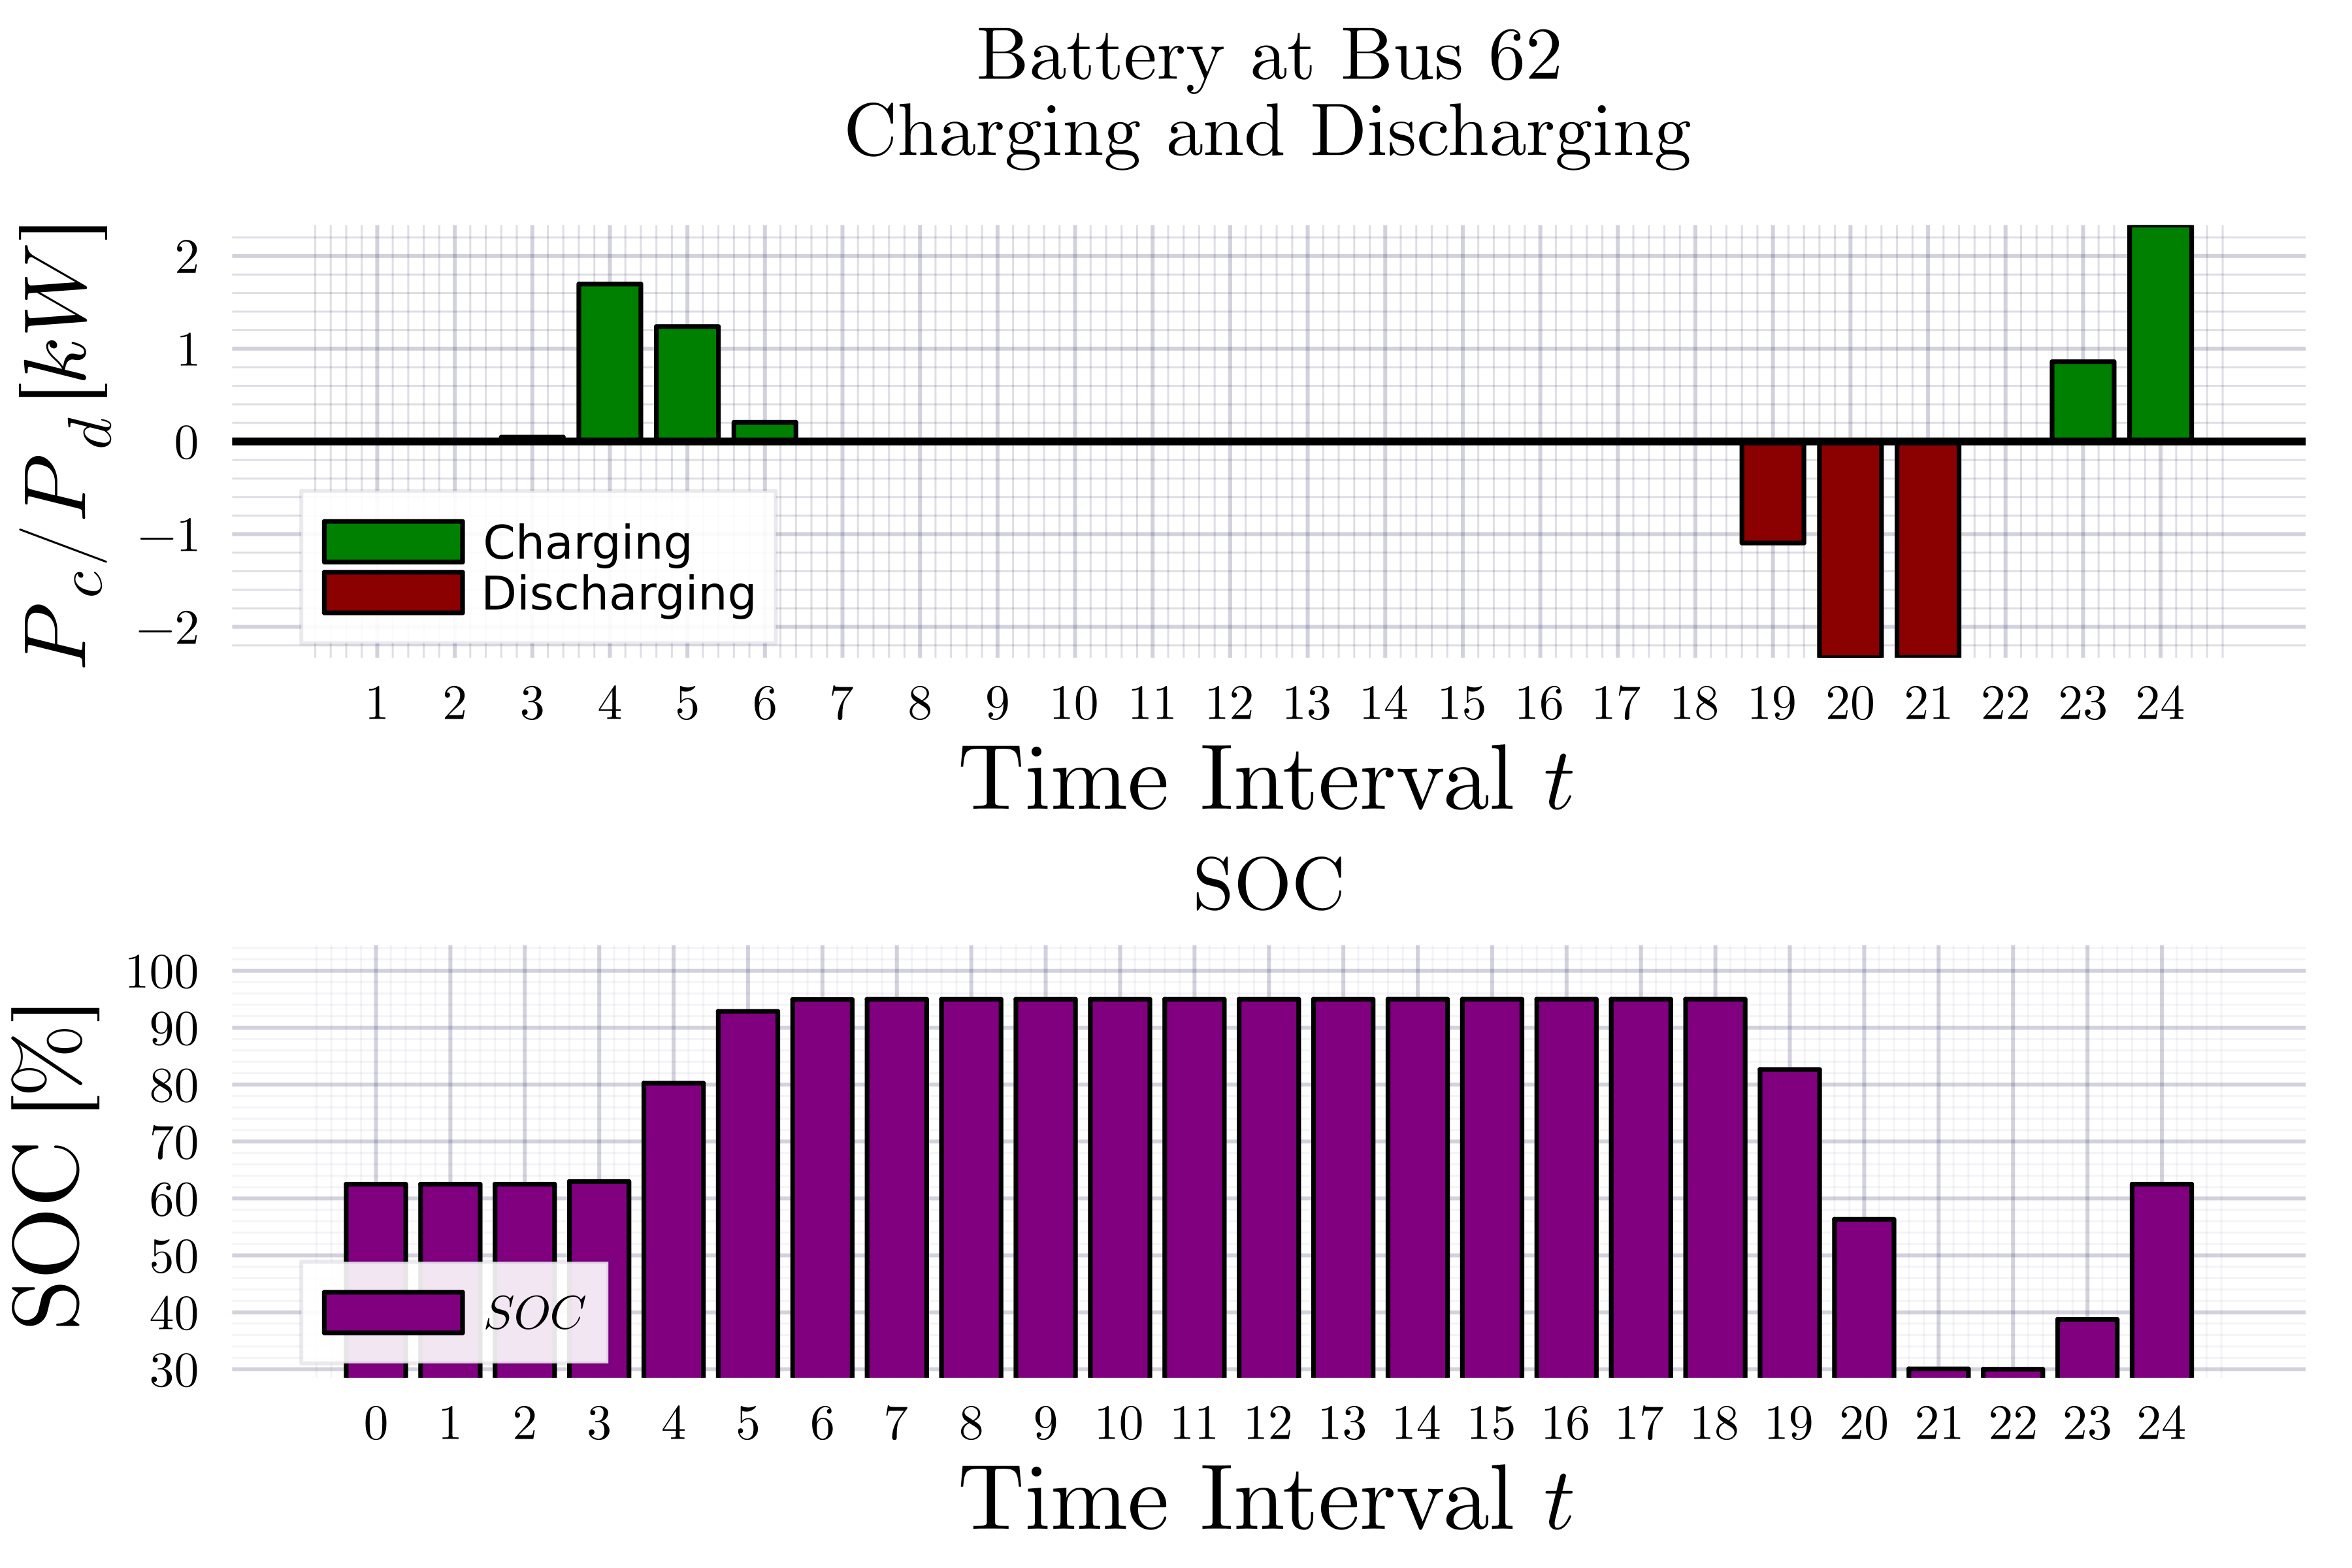 Battery at Bus 62
Charging and Discharging
P_c/P_d [kW]
2
1
0
−1
−2
Charging
Discharging
1 2 3 4 5 6 7 8 9 10 11 12 13 14 15 16 17 18 19 20 21 22 23 24
Time Interval t
SOC
SOC [%]
100
90
80
70
60
50
40
30
SOC
0 1 2 3 4 5 6 7 8 9 10 11 12 13 14 15 16 17 18 19 20 21 22 23 24
Time Interval t